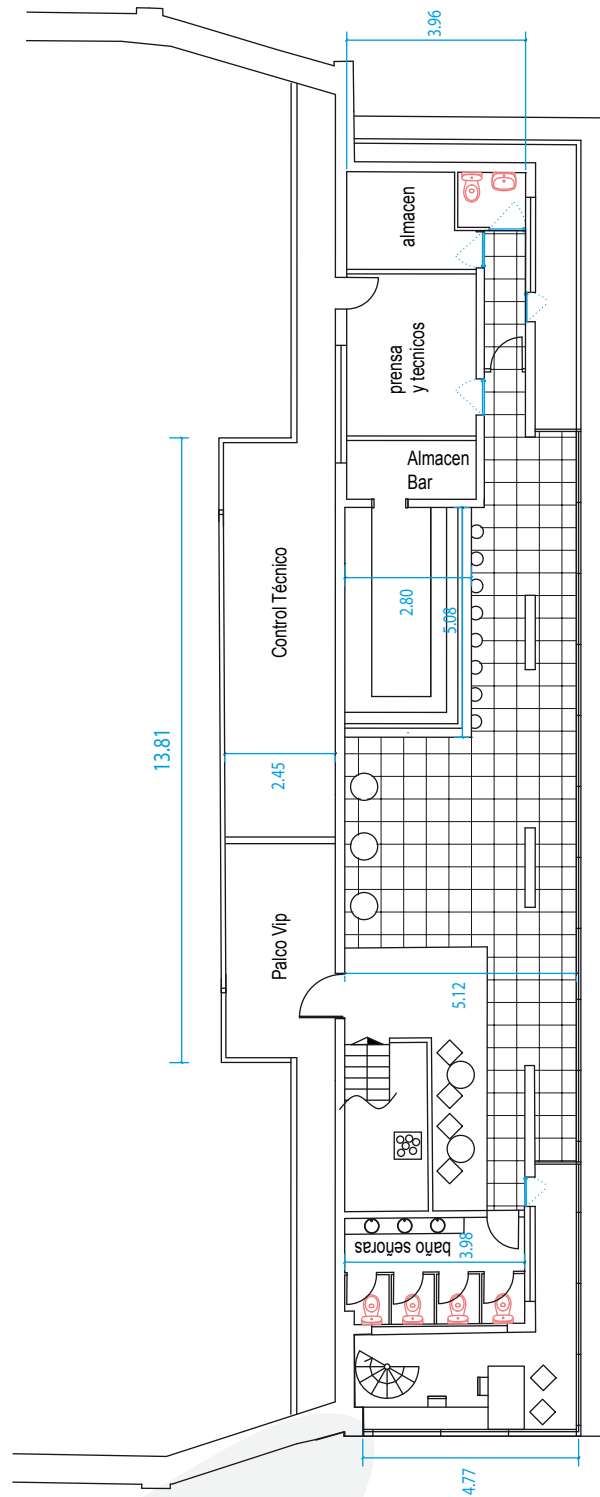 3.96
almacen
prensa
y tecnicos
Almacen
Bar
Control Técnico
2.80
5.08
13.81
2.45
Palco Vip
5.12
baño señoras
3.98
4.77